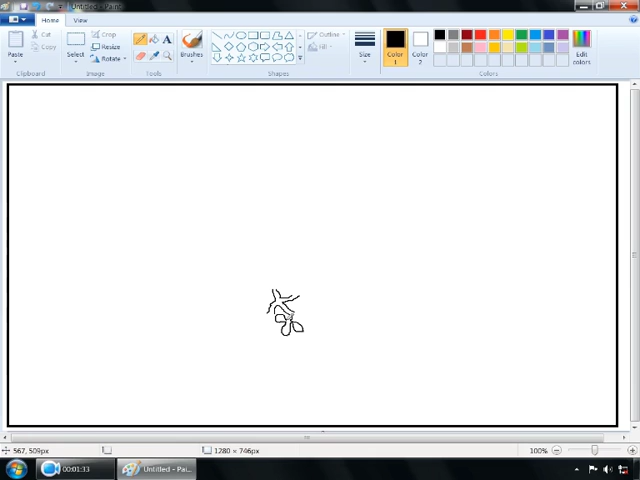 Untitled - Paint
Home View
Paste
Cut
Copy
Clipboard
Select
Crop
Resize
Rotate
Image
A
Tools
Brushes
Outline
Fill
Shapes
Size
Color
1
Color
2
Edit
colors
Colors
567, 509px
1280 × 746px
100%
00:01:33
Untitled - Pai...